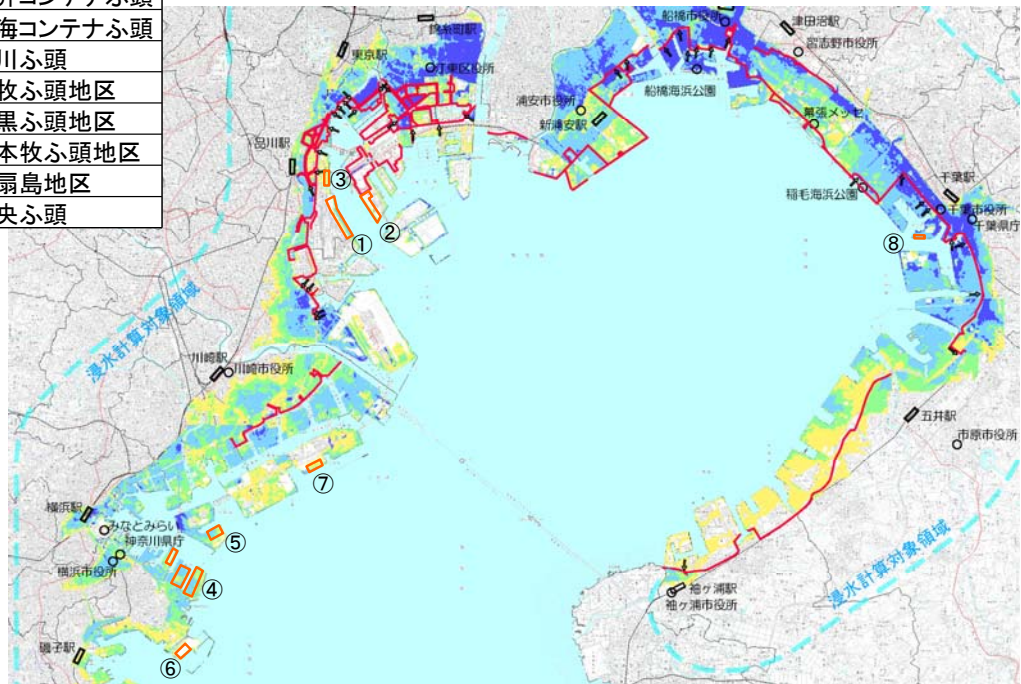 井コンテナふ頭
海コンテナふ頭
川ふ頭
牧ふ頭地区
黒ふ頭地区
本牧ふ頭地区
扇島地区
央ふ頭
船橋市役所
津田沼駅
習志野市役所
錦糸町駅
東京駅
江東区役所
船橋海浜公園
浦安市役所
新浦安駅
幕張メッセ
品川駅
③
②
①
稲毛海浜公園
千葉駅
千葉市役所
千葉県庁
⑧
浸水計算対象領域
川崎駅
川崎市役所
五井駅
市原市役所
⑦
横浜駅
みなとみらい
神奈川県庁
横浜市役所
⑤
④
浸水計算対象領域
袖ヶ浦駅
袖ヶ浦市役所
磯子駅
⑥